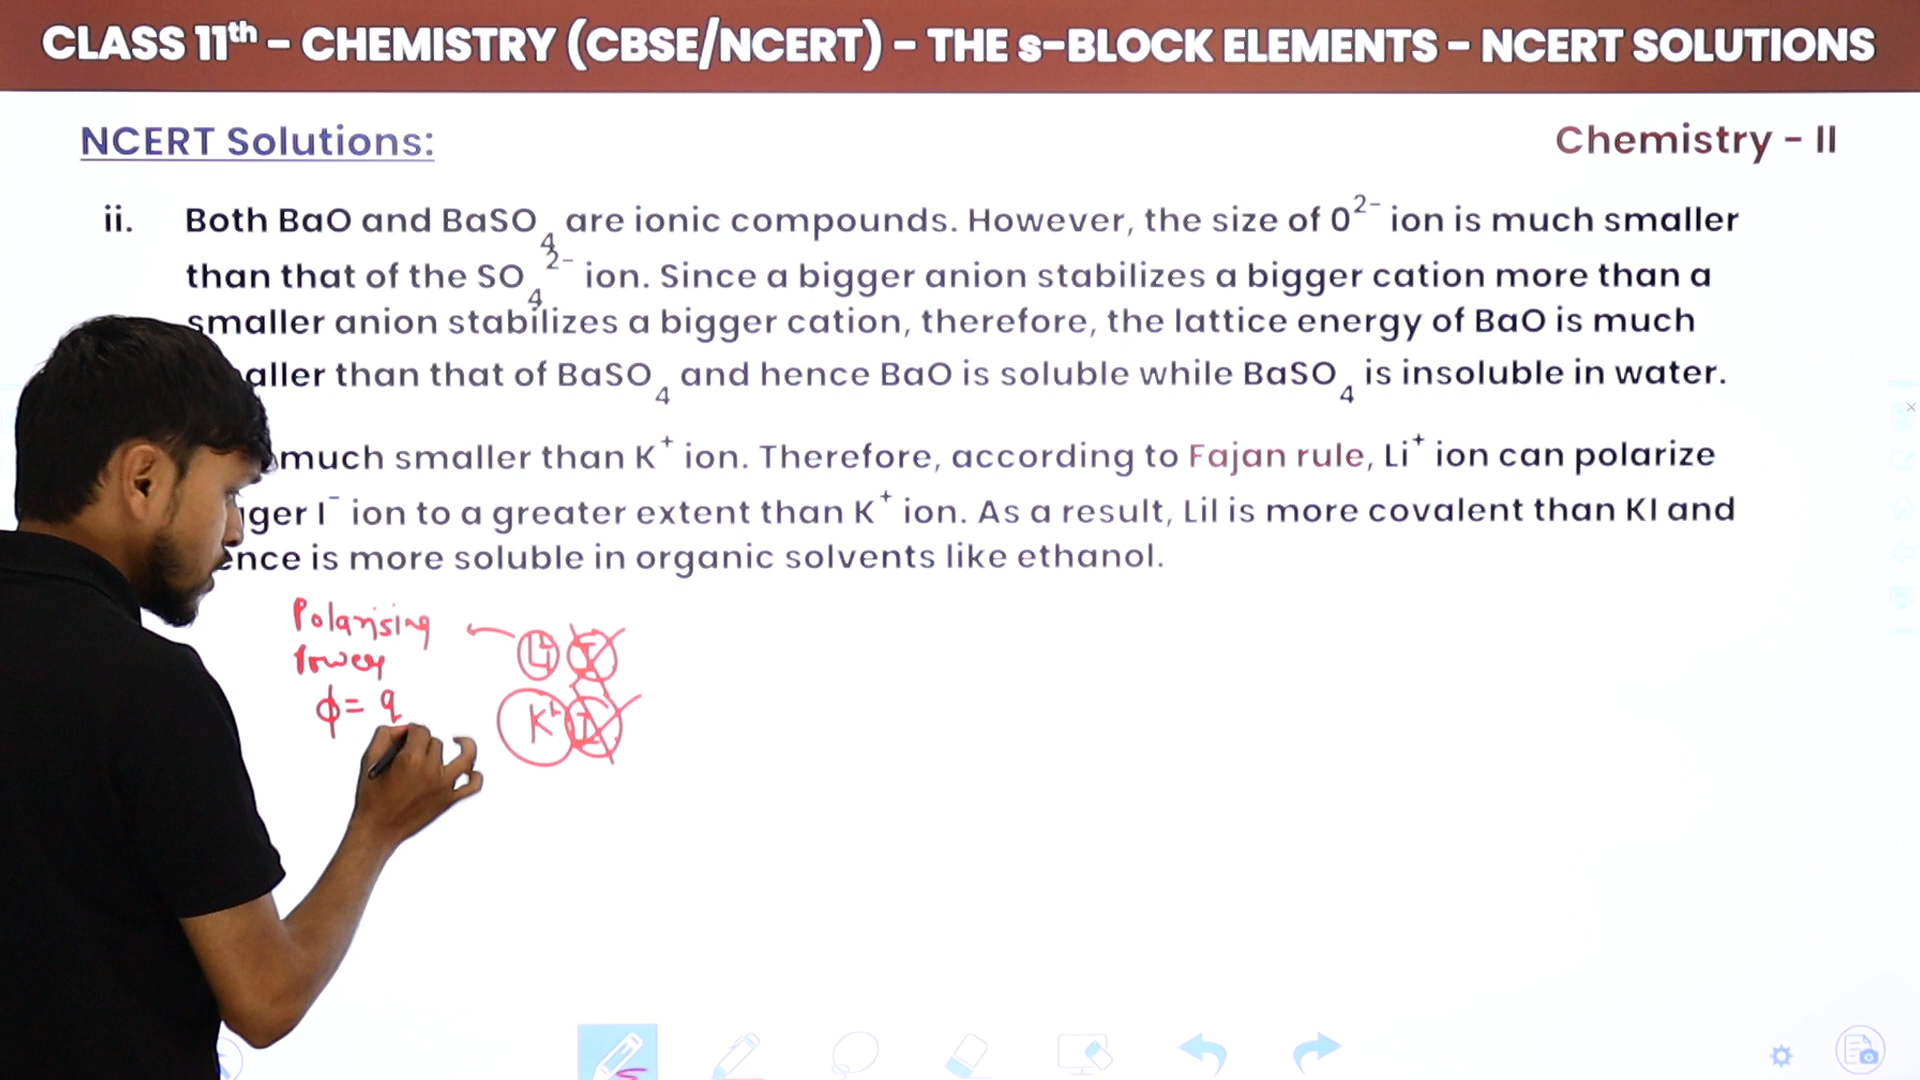 CLASS 11th – CHEMISTRY (CBSE/NCERT) – THE s–BLOCK ELEMENTS – NCERT SOLUTIONS
NCERT Solutions:
Chemistry - II
ii. Both BaO and BaSO4 are ionic compounds. However, the size of 0²⁻ ion is much smaller
than that of the SO4²⁻ ion. Since a bigger anion stabilizes a bigger cation more than a
smaller anion stabilizes a bigger cation, therefore, the lattice energy of BaO is much
aller than that of BaSO4 and hence BaO is soluble while BaSO4 is insoluble in water.
much smaller than K⁺ ion. Therefore, according to Fajan rule, Li⁺ ion can polarize
ger I⁻ ion to a greater extent than K⁺ ion. As a result, LiI is more covalent than KI and
ence is more soluble in organic solvents like ethanol.
Polarising
Power
ϕ = q
Li⁺ I
K⁺ I